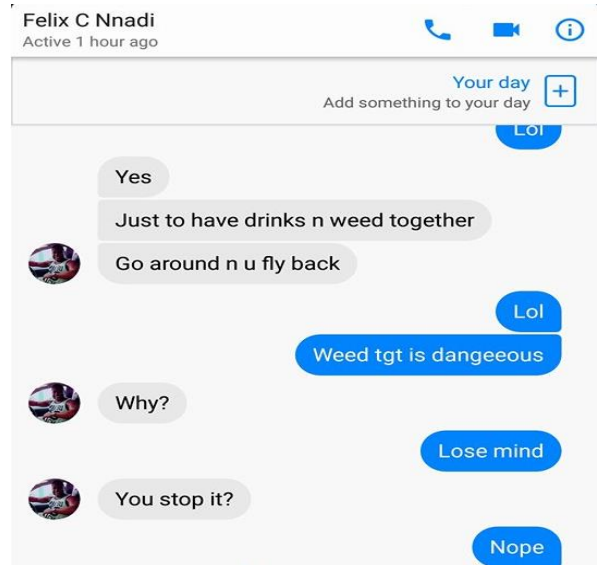 Felix C Nnadi
Active 1 hour ago
Your day
Add something to your day
Lol
Yes
Just to have drinks n weed together
Go around n u fly back
Lol
Weed tgt is dangeeous
Why?
Lose mind
You stop it?
Nope